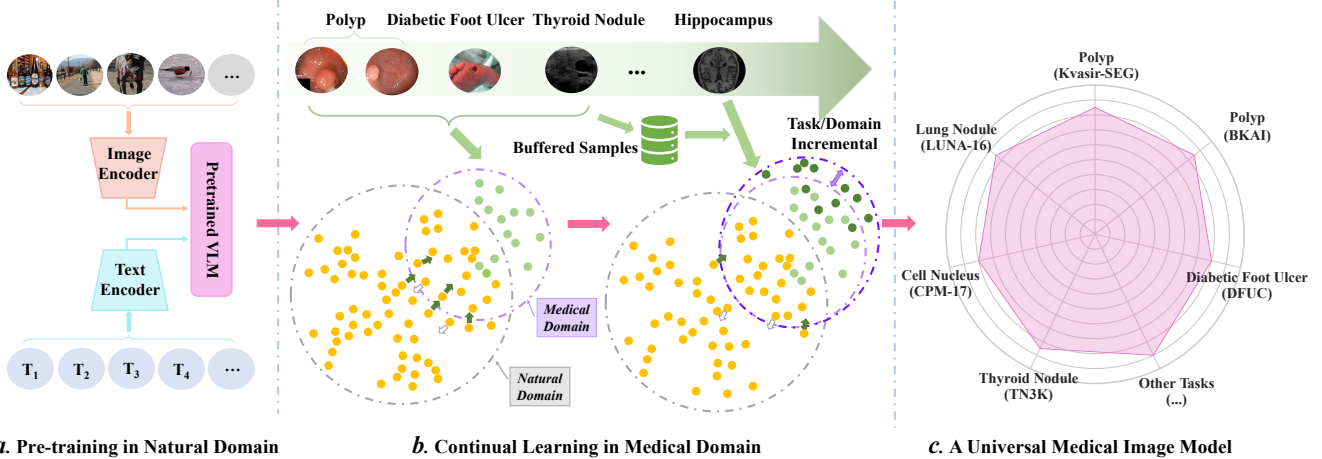 ...
Image
Encoder
Pretrained VLM
Text
Encoder
T1
T2
T3
T4
...
a. Pre-training in Natural Domain
Polyp
Diabetic Foot Ulcer
Thyroid Nodule
Hippocampus
...
Buffered Samples
Task/Domain
Incremental
Medical
Domain
Natural
Domain
b. Continual Learning in Medical Domain
Polyp
(Kvasir-SEG)
Polyp
(BKAI)
Lung Nodule
(LUNA-16)
Cell Nucleus
(CPM-17)
Diabetic Foot Ulcer
(DFUC)
Thyroid Nodule
(TN3K)
Other Tasks
(...)
c. A Universal Medical Image Model